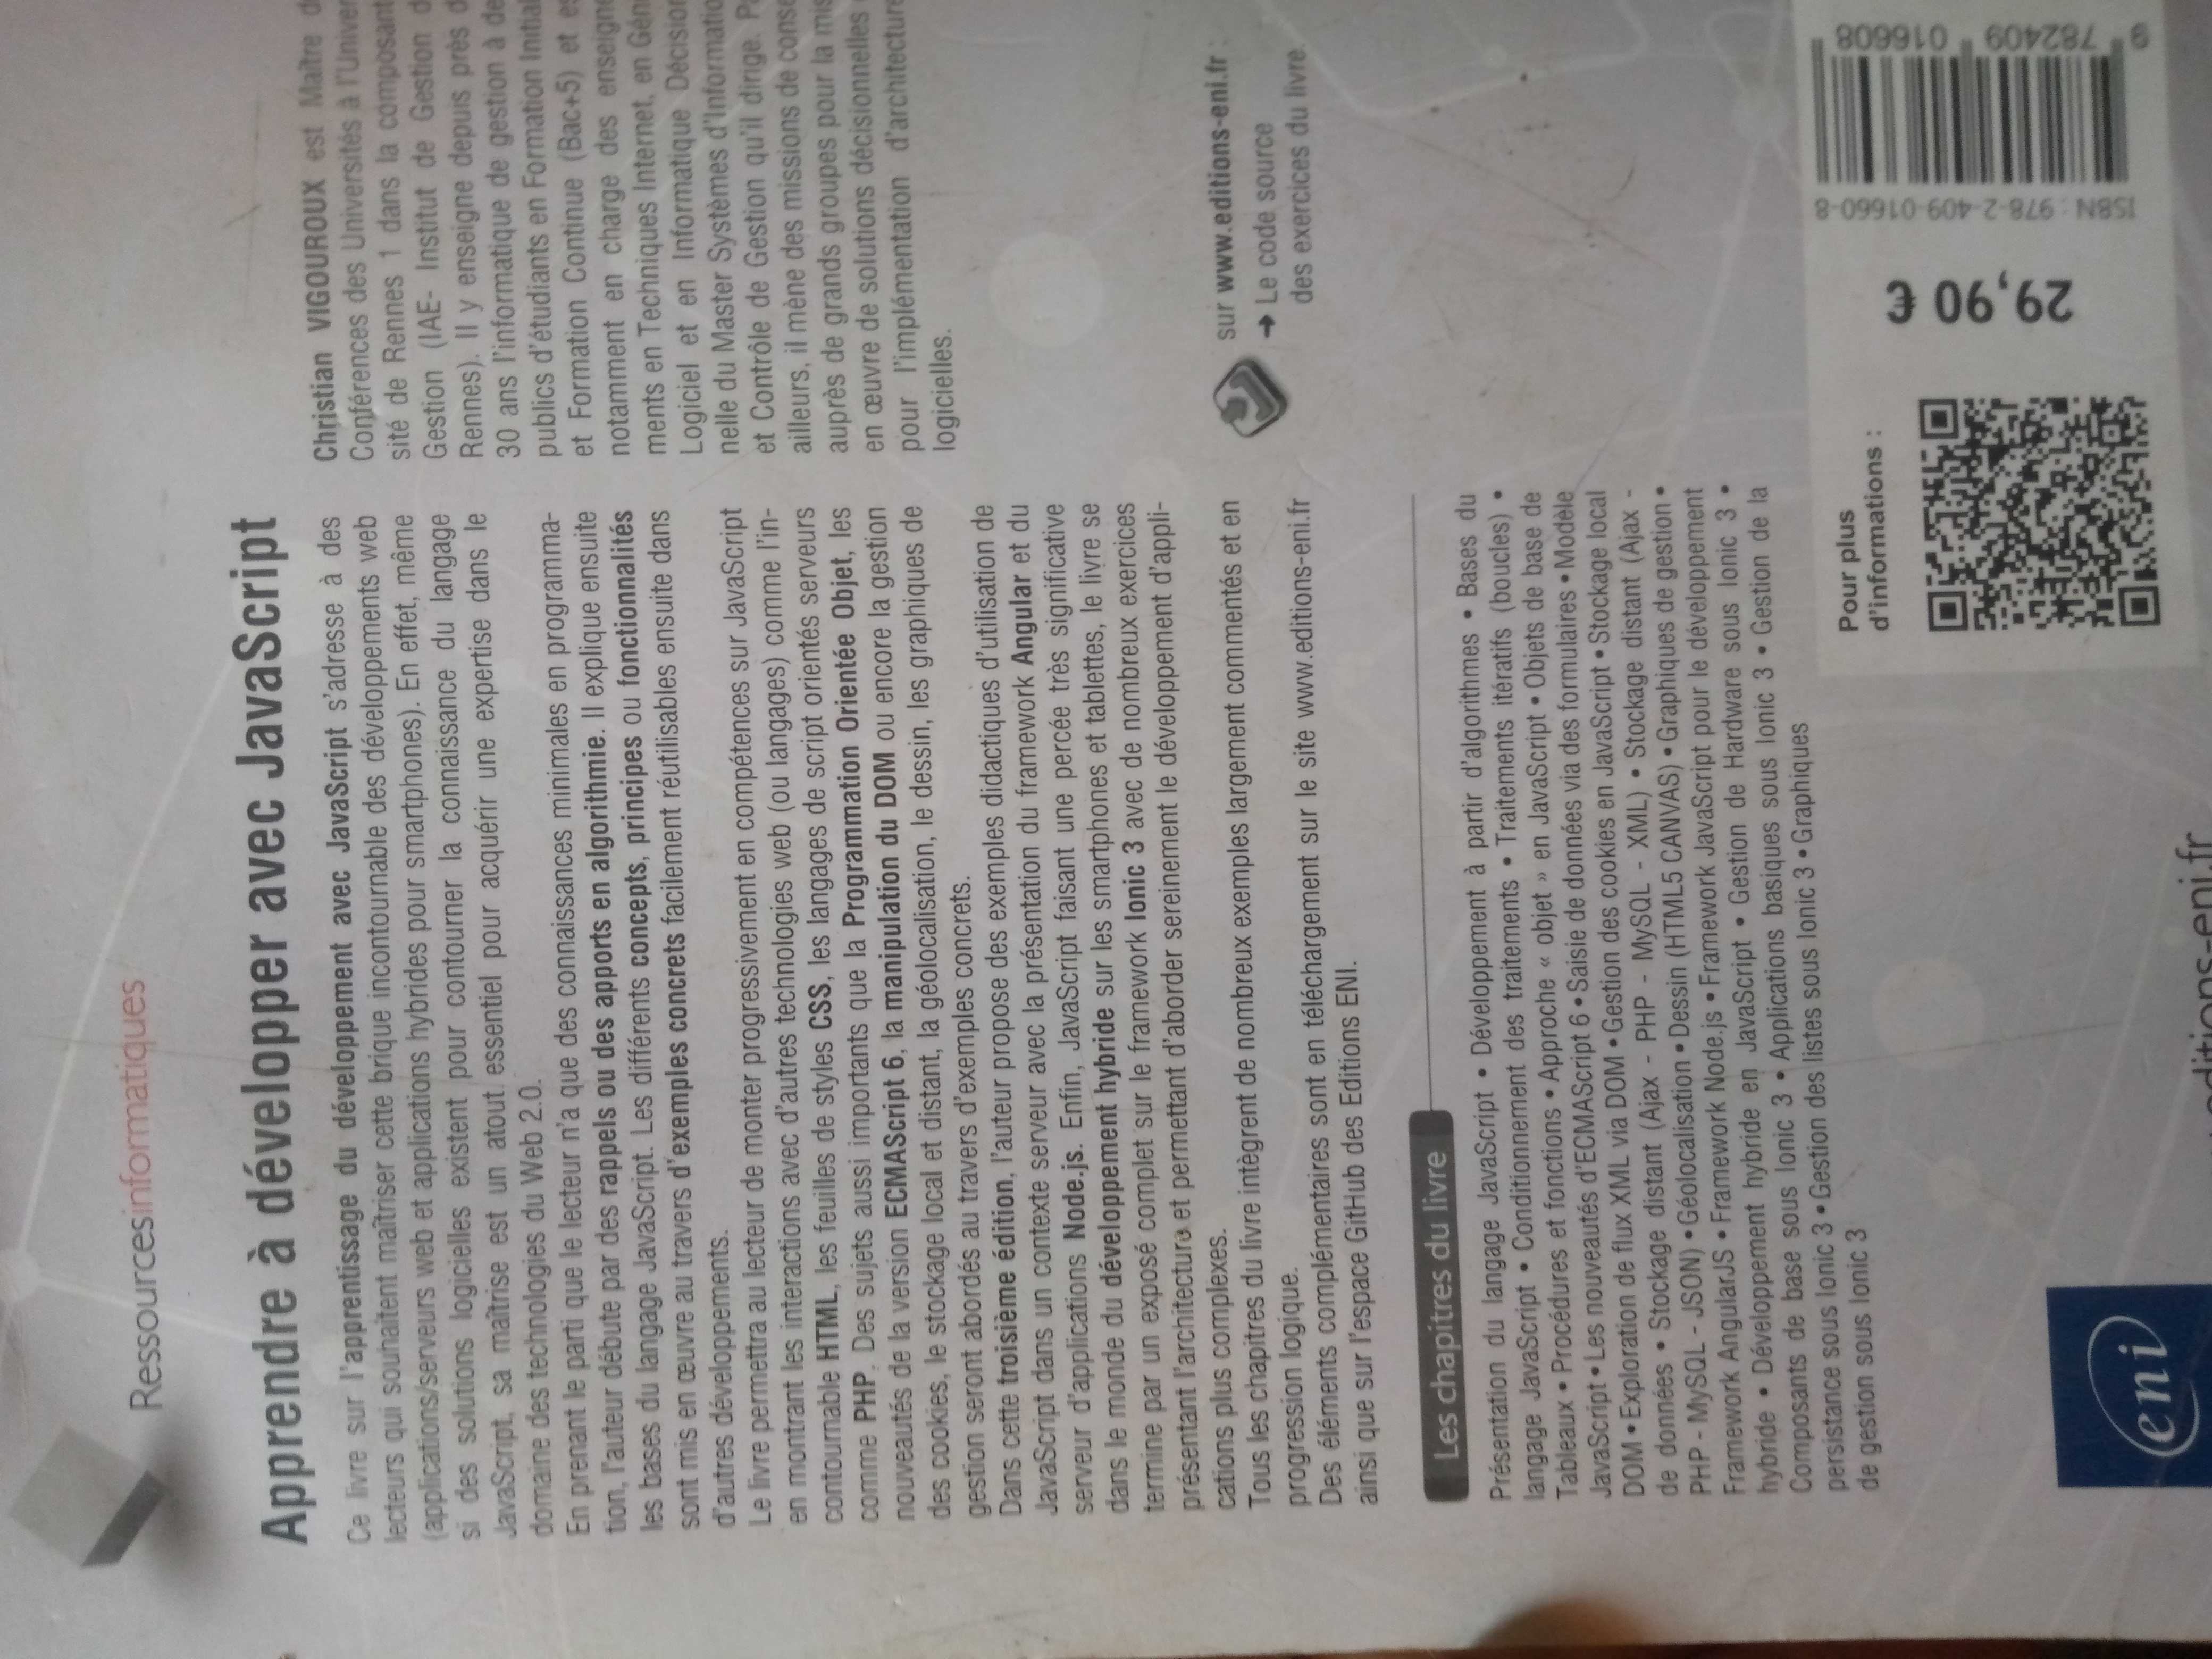 Ressourcesinformatiques
Apprendre à développer avec JavaScript
Ce livre sur l'apprentissage du développement avec JavaScript s'adresse à des
lecteurs qui souhaitent maîtriser cette brique incontournable des développements web
(applications/serveurs web et applications hybrides pour smartphones). En effet, même
si des solutions logicielles existent pour contourner la connaissance du langage
JavaScript, sa maîtrise est un atout essentiel pour acquérir une expertise dans le
domaine des technologies du Web 2.0.
En prenant le parti que le lecteur n'a que des connaissances minimales en programma-
tion, l'auteur débute par des rappels ou des apports en algorithmie. Il explique ensuite
les bases du langage JavaScript. Les différents concepts, principes ou fonctionnalités
sont mis en œuvre au travers d'exemples concrets facilement réutilisables ensuite dans
d'autres développements.
Le livre permettra au lecteur de monter progressivement en compétences sur JavaScript
en montrant les interactions avec d'autres technologies web (ou langages) comme l'in-
contournable HTML, les feuilles de styles CSS, les langages de script orientés serveurs
comme PHP. Des sujets aussi importants que la Programmation Orientée Objet, les
nouveautés de la version ECMAScript 6, la manipulation du DOM ou encore la gestion
des cookies, le stockage local et distant, la géolocalisation, le dessin, les graphiques de
gestion seront abordés au travers d'exemples concrets.
Dans cette troisième édition, l'auteur propose des exemples didactiques d'utilisation de
JavaScript dans un contexte serveur avec la présentation du framework Angular et du
serveur d'applications Node.js. Enfin, JavaScript faisant une percée très significative
dans le monde du développement hybride sur les smartphones et tablettes, le livre se
termine par un exposé complet sur le framework Ionic 3 avec de nombreux exercices
présentant l'architecture et permettant d'aborder sereinement le développement d'appli-
cations plus complexes.
Tous les chapitres du livre intègrent de nombreux exemples largement commentés et en
progression logique.
Des éléments complémentaires sont en téléchargement sur le site www.editions-eni.fr
ainsi que sur l'espace GitHub des Editions ENI.
Christian VIGOUROUX est Maître d
Conférences des Universités à l'Univer
sité de Rennes 1 dans la composant
Gestion (IAE- Institut de Gestion d
Rennes). Il y enseigne depuis près d
30 ans l'informatique de gestion à de
publics d'étudiants en Formation Initial
et Formation Continue (Bac+5) et es
notamment en charge des enseigne
ments en Techniques Internet, en Gén
Logiciel et en Informatique Décision
nelle du Master Systèmes d'Informatio
et Contrôle de Gestion qu'il dirige. Pa
ailleurs, il mène des missions de conse
auprès de grands groupes pour la mis
en œuvre de solutions décisionnelles
pour l'implémentation d'architecture
logicielles.
sur www.editions-eni.fr :
→ Le code source
des exercices du livre.
Les chapitres du livre
Présentation du langage JavaScript • Développement à partir d'algorithmes • Bases du
langage JavaScript • Conditionnement des traitements • Traitements itératifs (boucles) •
Tableaux • Procédures et fonctions • Approche « objet » en JavaScript • Objets de base de
JavaScript • Les nouveautés d'ECMAScript 6 • Saisie de données via des formulaires • Modèle
DOM • Exploration de flux XML via DOM • Gestion des cookies en JavaScript • Stockage local
de données • Stockage distant (Ajax - PHP - MySQL - XML) • Stockage distant (Ajax -
PHP - MySQL - JSON) • Géolocalisation • Dessin (HTML5 CANVAS) • Graphiques de gestion •
Framework AngularJS • Framework Node.js • Framework JavaScript pour le développement
hybride • Développement hybride en JavaScript • Gestion de Hardware sous Ionic 3 •
Composants de base sous Ionic 3 • Applications basiques sous Ionic 3 • Gestion de la
persistance sous Ionic 3 • Gestion des listes sous Ionic 3 • Graphiques
de gestion sous Ionic 3
Pour plus
d'informations :
29,90 €
ISBN : 978-2-409-01660-8
9 782409 016608
eni
ditions-eni.fr